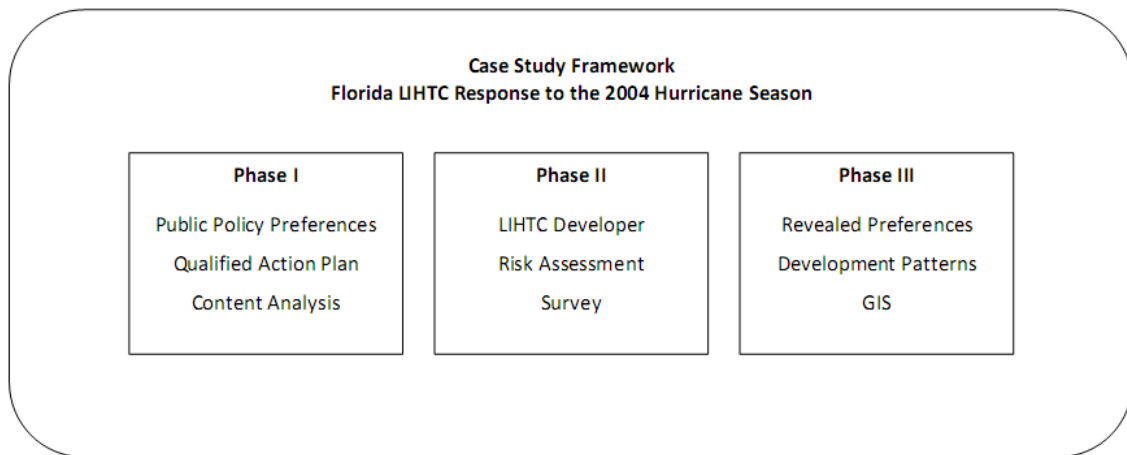 Case Study Framework
Florida LIHTC Response to the 2004 Hurricane Season
Phase I
Public Policy Preferences
Qualified Action Plan
Content Analysis
Phase II
LIHTC Developer
Risk Assessment
Survey
Phase III
Revealed Preferences
Development Patterns
GIS